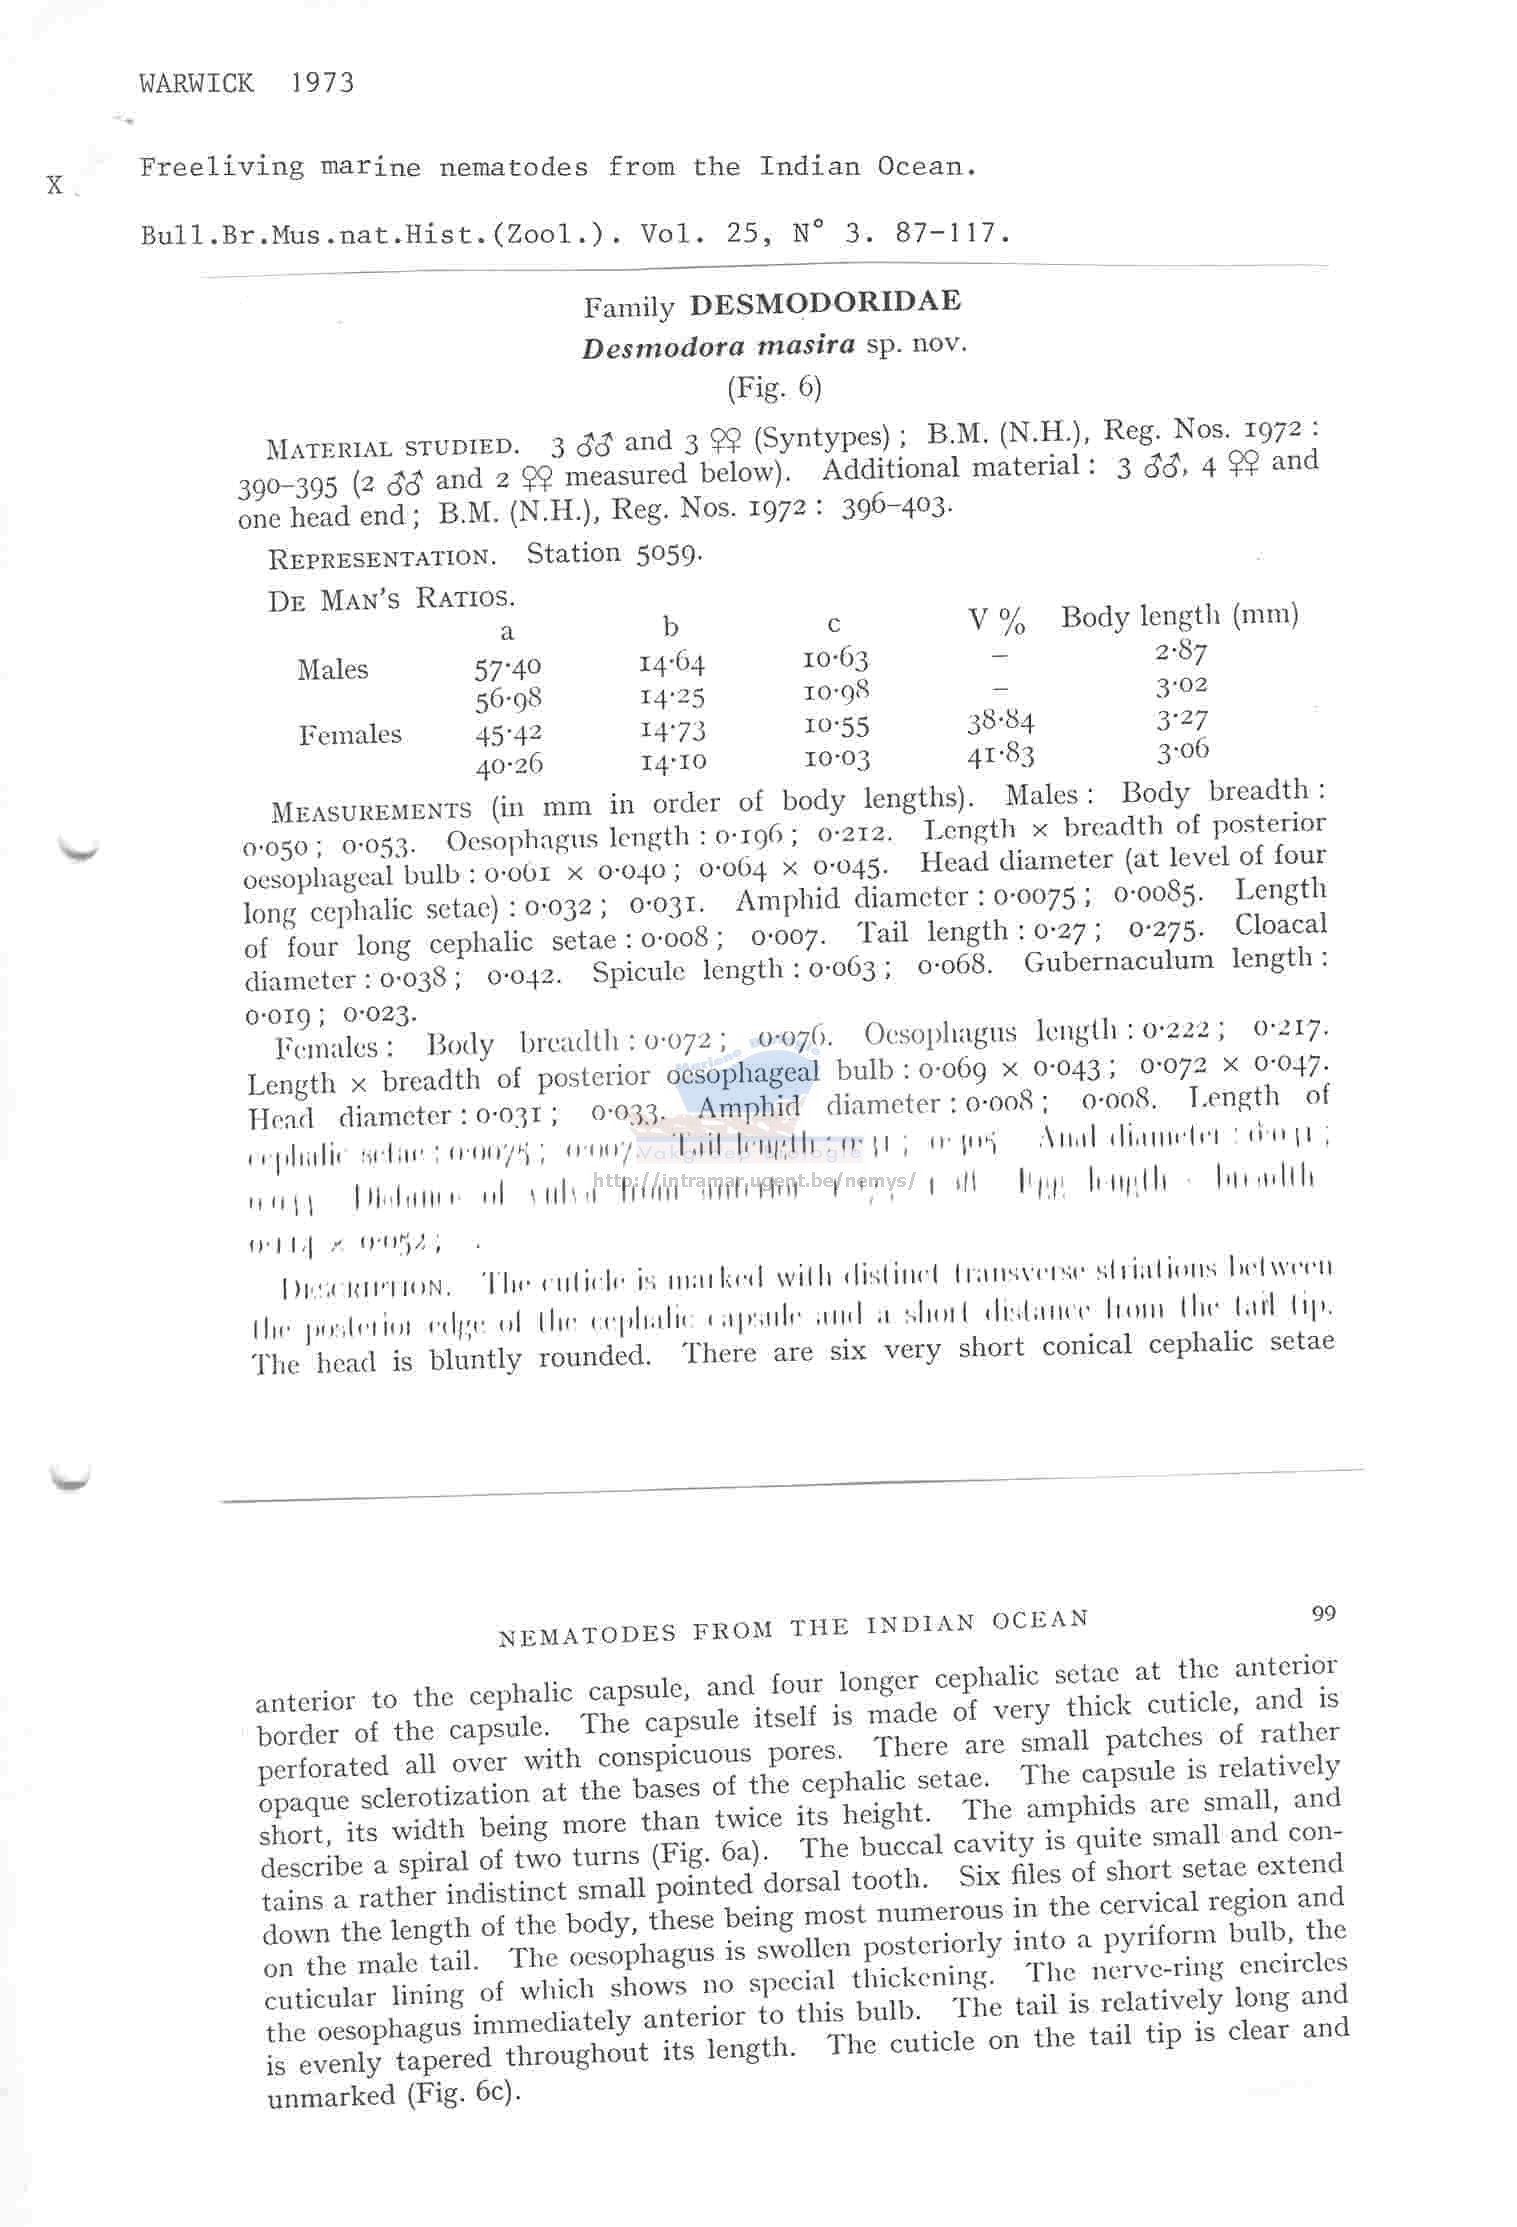 WARWICK 1973
X
Freeliving marine nematodes from the Indian Ocean.
Bull.Br.Mus.nat.Hist.(Zool.). Vol. 25, N° 3. 87-117.
Family DESMODORIDAE
Desmodora masira sp. nov.
(Fig. 6)
MATERIAL STUDIED. 3 ♂♂ and 3 ♀♀ (Syntypes) ; B.M. (N.H.), Reg. Nos. 1972 :
390–395 (2 ♂♂ and 2 ♀♀ measured below). Additional material : 3 ♂♂, 4 ♀♀ and
one head end ; B.M. (N.H.), Reg. Nos. 1972 : 396–403.
REPRESENTATION. Station 5059.
DE MAN'S RATIOS.
a b c V % Body length (mm)
Males 57·40 14·64 10·63 – 2·87
56·98 14·25 10·98 – 3·02
Females 45·42 14·73 10·55 38·84 3·27
40·26 14·10 10·03 41·83 3·06
MEASUREMENTS (in mm in order of body lengths). Males : Body breadth :
0·050 ; 0·053. Oesophagus length : 0·196 ; 0·212. Length × breadth of posterior
oesophageal bulb : 0·061 × 0·040 ; 0·064 × 0·045. Head diameter (at level of four
long cephalic setae) : 0·032 ; 0·031. Amphid diameter : 0·0075 ; 0·0085. Length
of four long cephalic setae : 0·008 ; 0·007. Tail length : 0·27 ; 0·275. Cloacal
diameter : 0·038 ; 0·042. Spicule length : 0·063 ; 0·068. Gubernaculum length :
0·019 ; 0·023.
Females : Body breadth : 0·072 ; 0·076. Oesophagus length : 0·222 ; 0·217.
Length × breadth of posterior oesophageal bulb : 0·069 × 0·043 ; 0·072 × 0·047.
Head diameter : 0·031 ; 0·033. Amphid diameter : 0·008 ; 0·008. Length of
cephalic setae : 0·0075 ; 0·007. Tail length : Anal diameter :
Distance of vulva from anterior Egg length × breadth
0·114 × 0·052 ;
Vakgroep Biologie
http://intramar.ugent.be/nemys/
DESCRIPTION. The cuticle is marked with distinct transverse striations between
the posterior edge of the cephalic capsule and a short distance from the tail tip.
The head is bluntly rounded. There are six very short conical cephalic setae
NEMATODES FROM THE INDIAN OCEAN 99
anterior to the cephalic capsule, and four longer cephalic setae at the anterior
border of the capsule. The capsule itself is made of very thick cuticle, and is
perforated all over with conspicuous pores. There are small patches of rather
opaque sclerotization at the bases of the cephalic setae. The capsule is relatively
short, its width being more than twice its height. The amphids are small, and
describe a spiral of two turns (Fig. 6a). The buccal cavity is quite small and con-
tains a rather indistinct small pointed dorsal tooth. Six files of short setae extend
down the length of the body, these being most numerous in the cervical region and
on the male tail. The oesophagus is swollen posteriorly into a pyriform bulb, the
cuticular lining of which shows no special thickening. The nerve-ring encircles
the oesophagus immediately anterior to this bulb. The tail is relatively long and
is evenly tapered throughout its length. The cuticle on the tail tip is clear and
unmarked (Fig. 6c).